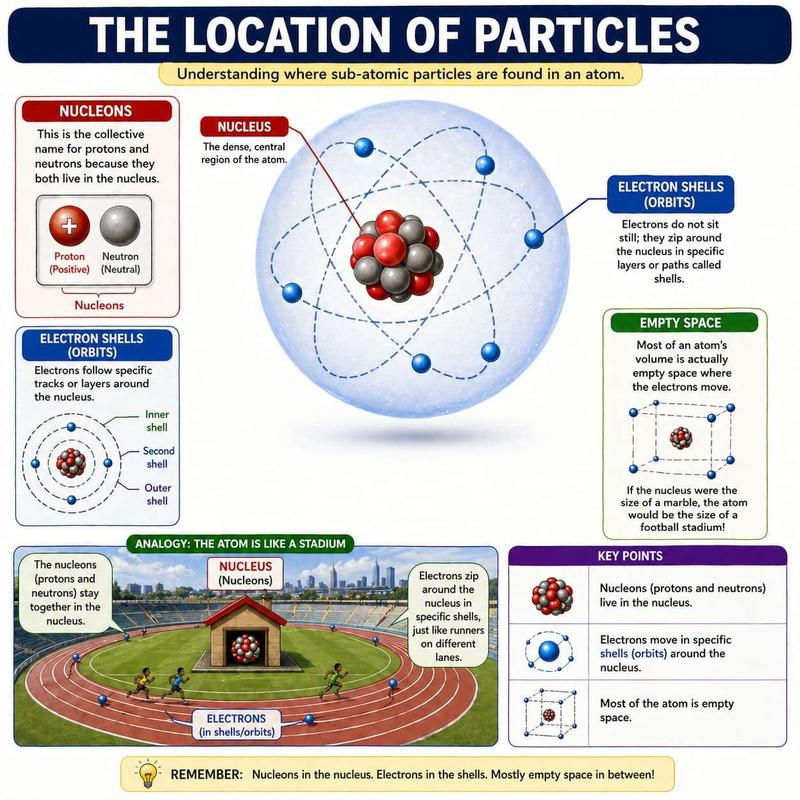 THE LOCATION OF PARTICLES
Understanding where sub-atomic particles are found in an atom.
NUCLEONS
This is the collective
name for protons and
neutrons because they
both live in the nucleus.
+
Proton
(Positive)
Neutron
(Neutral)
Nucleons
NUCLEUS
The dense, central
region of the atom.
ELECTRON SHELLS
(ORBITS)
Electrons do not sit
still; they zip around
the nucleus in specific
layers or paths called
shells.
ELECTRON SHELLS
(ORBITS)
Electrons follow specific
tracks or layers around
the nucleus.
Inner
shell
Second
shell
Outer
shell
EMPTY SPACE
Most of an atom's
volume is actually
empty space where
the electrons move.
If the nucleus were the
size of a marble, the atom
would be the size of a
football stadium!
ANALOGY: THE ATOM IS LIKE A STADIUM
The nucleons
(protons and
neutrons) stay
together in the
nucleus.
NUCLEUS
(Nucleons)
Electrons zip
around the
nucleus in
specific shells,
just like runners
on different
lanes.
ELECTRONS
(in shells/orbits)
KEY POINTS
Nucleons (protons and neutrons)
live in the nucleus.
Electrons move in specific
shells (orbits) around the
nucleus.
Most of the atom is empty
space.
REMEMBER: Nucleons in the nucleus. Electrons in the shells. Mostly empty space in between!